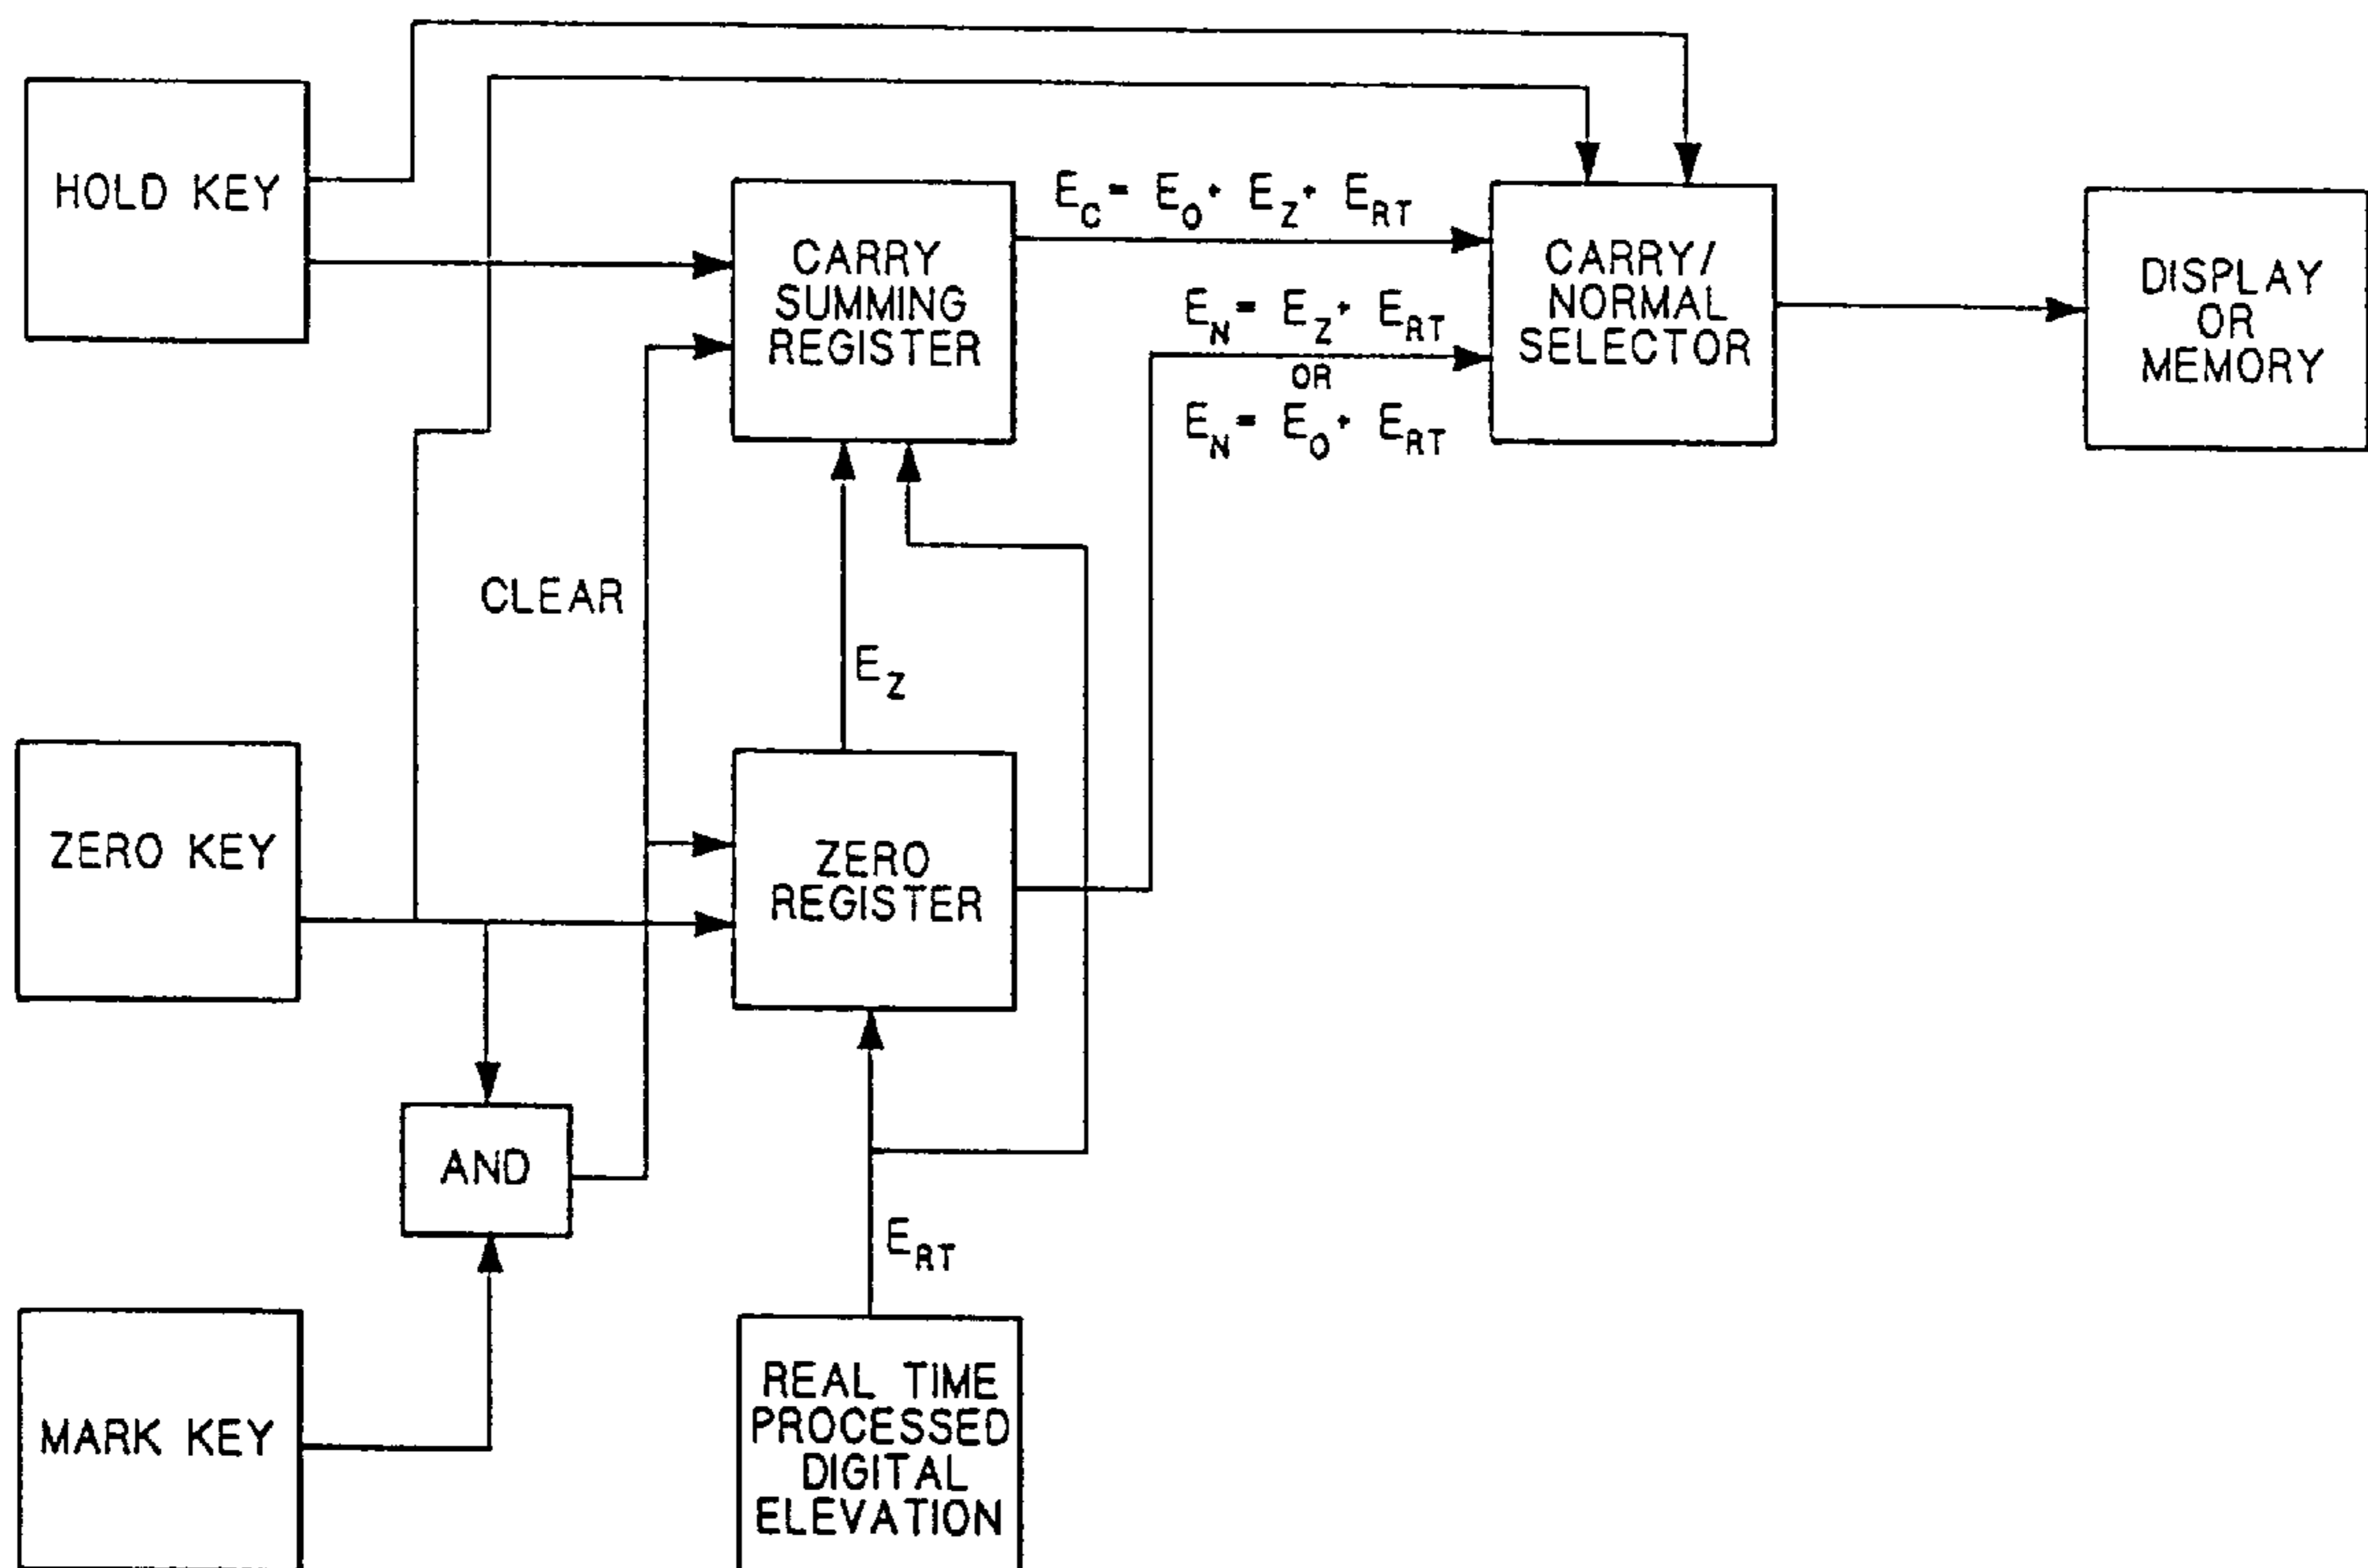 HOLD KEY
CARRY
SUMMING
REGISTER
E_C = E_O + E_Z + E_RT
E_N = E_Z + E_RT
OR
E_N = E_O + E_RT
CARRY/
NORMAL
SELECTOR
DISPLAY
OR
MEMORY
CLEAR
E_Z
ZERO KEY
ZERO
REGISTER
AND
E_RT
MARK KEY
REAL TIME
PROCESSED
DIGITAL
ELEVATION